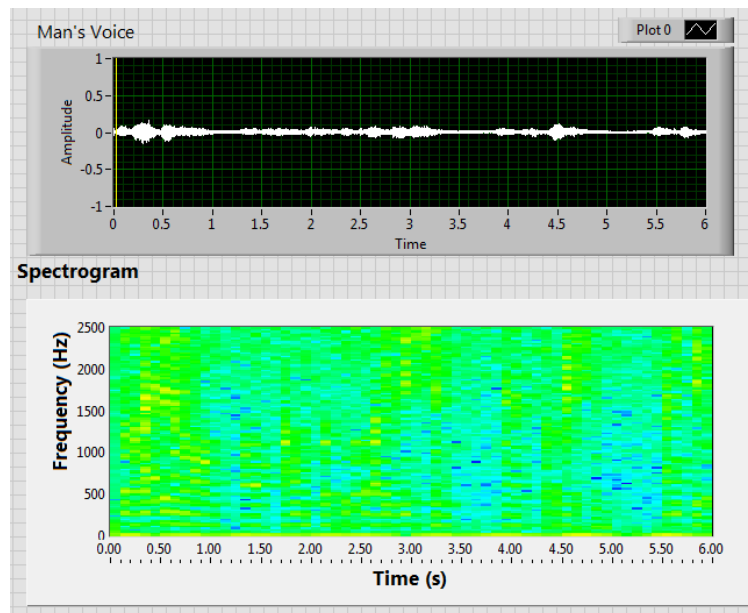 Man's Voice
Plot 0
Amplitude
1
0.5
0
-0.5
-1
0 0.5 1 1.5 2 2.5 3 3.5 4 4.5 5 5.5 6
Time
Spectrogram
Frequency (Hz)
2500
2000
1500
1000
500
0
0.00 0.50 1.00 1.50 2.00 2.50 3.00 3.50 4.00 4.50 5.00 5.50 6.00
Time (s)